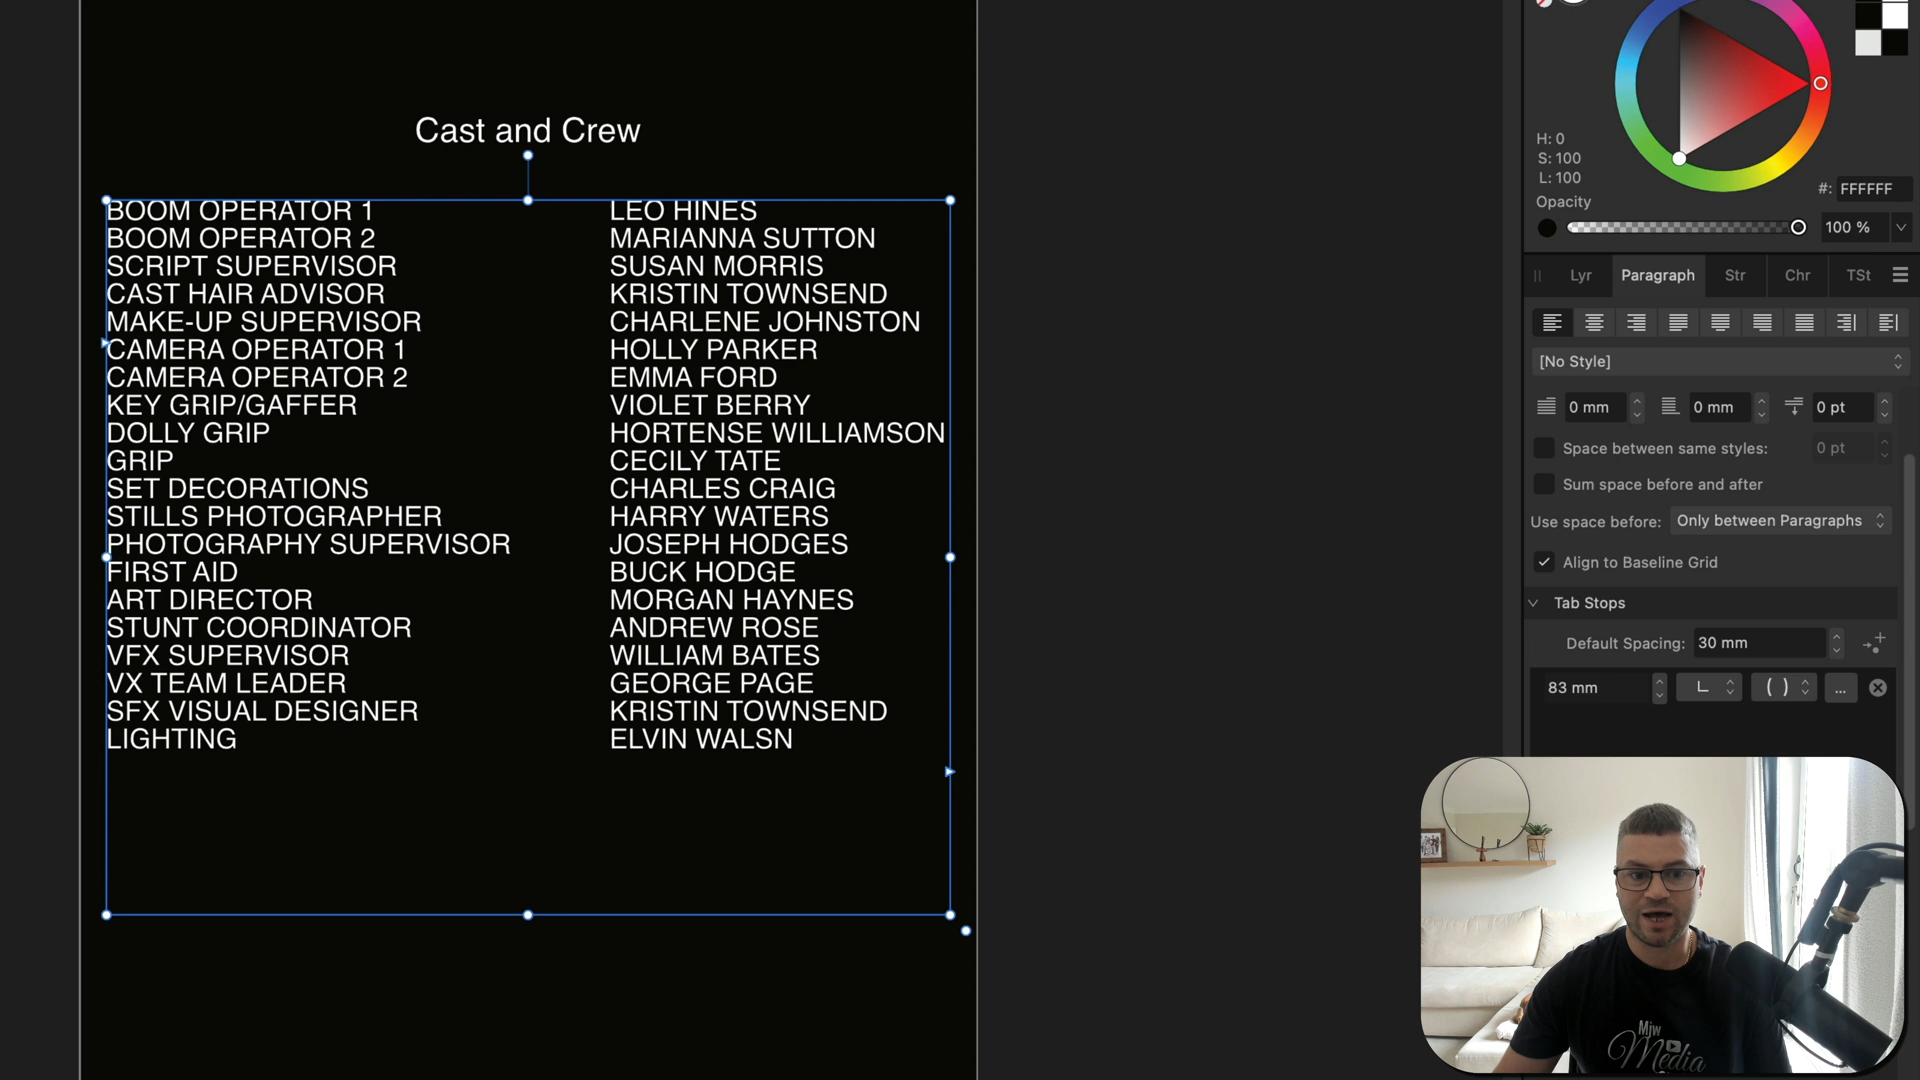 Cast and Crew
BOOM OPERATOR 1 LEO HINES
BOOM OPERATOR 2 MARIANNA SUTTON
SCRIPT SUPERVISOR SUSAN MORRIS
CAST HAIR ADVISOR KRISTIN TOWNSEND
MAKE-UP SUPERVISOR CHARLENE JOHNSTON
CAMERA OPERATOR 1 HOLLY PARKER
CAMERA OPERATOR 2 EMMA FORD
KEY GRIP/GAFFER VIOLET BERRY
DOLLY GRIP HORTENSE WILLIAMSON
GRIP CECILY TATE
SET DECORATIONS CHARLES CRAIG
STILLS PHOTOGRAPHER HARRY WATERS
PHOTOGRAPHY SUPERVISOR JOSEPH HODGES
FIRST AID BUCK HODGE
ART DIRECTOR MORGAN HAYNES
STUNT COORDINATOR ANDREW ROSE
VFX SUPERVISOR WILLIAM BATES
VX TEAM LEADER GEORGE PAGE
SFX VISUAL DESIGNER KRISTIN TOWNSEND
LIGHTING ELVIN WALSN
H: 0
S: 100
L: 100
#: FFFFFF
Opacity
100 %
Lyr Paragraph Str Chr TSt
[No Style]
0 mm 0 mm 0 pt
Space between same styles: 0 pt
Sum space before and after
Use space before: Only between Paragraphs
Align to Baseline Grid
Tab Stops
Default Spacing: 30 mm
83 mm ( ) ...
Mjw
Media